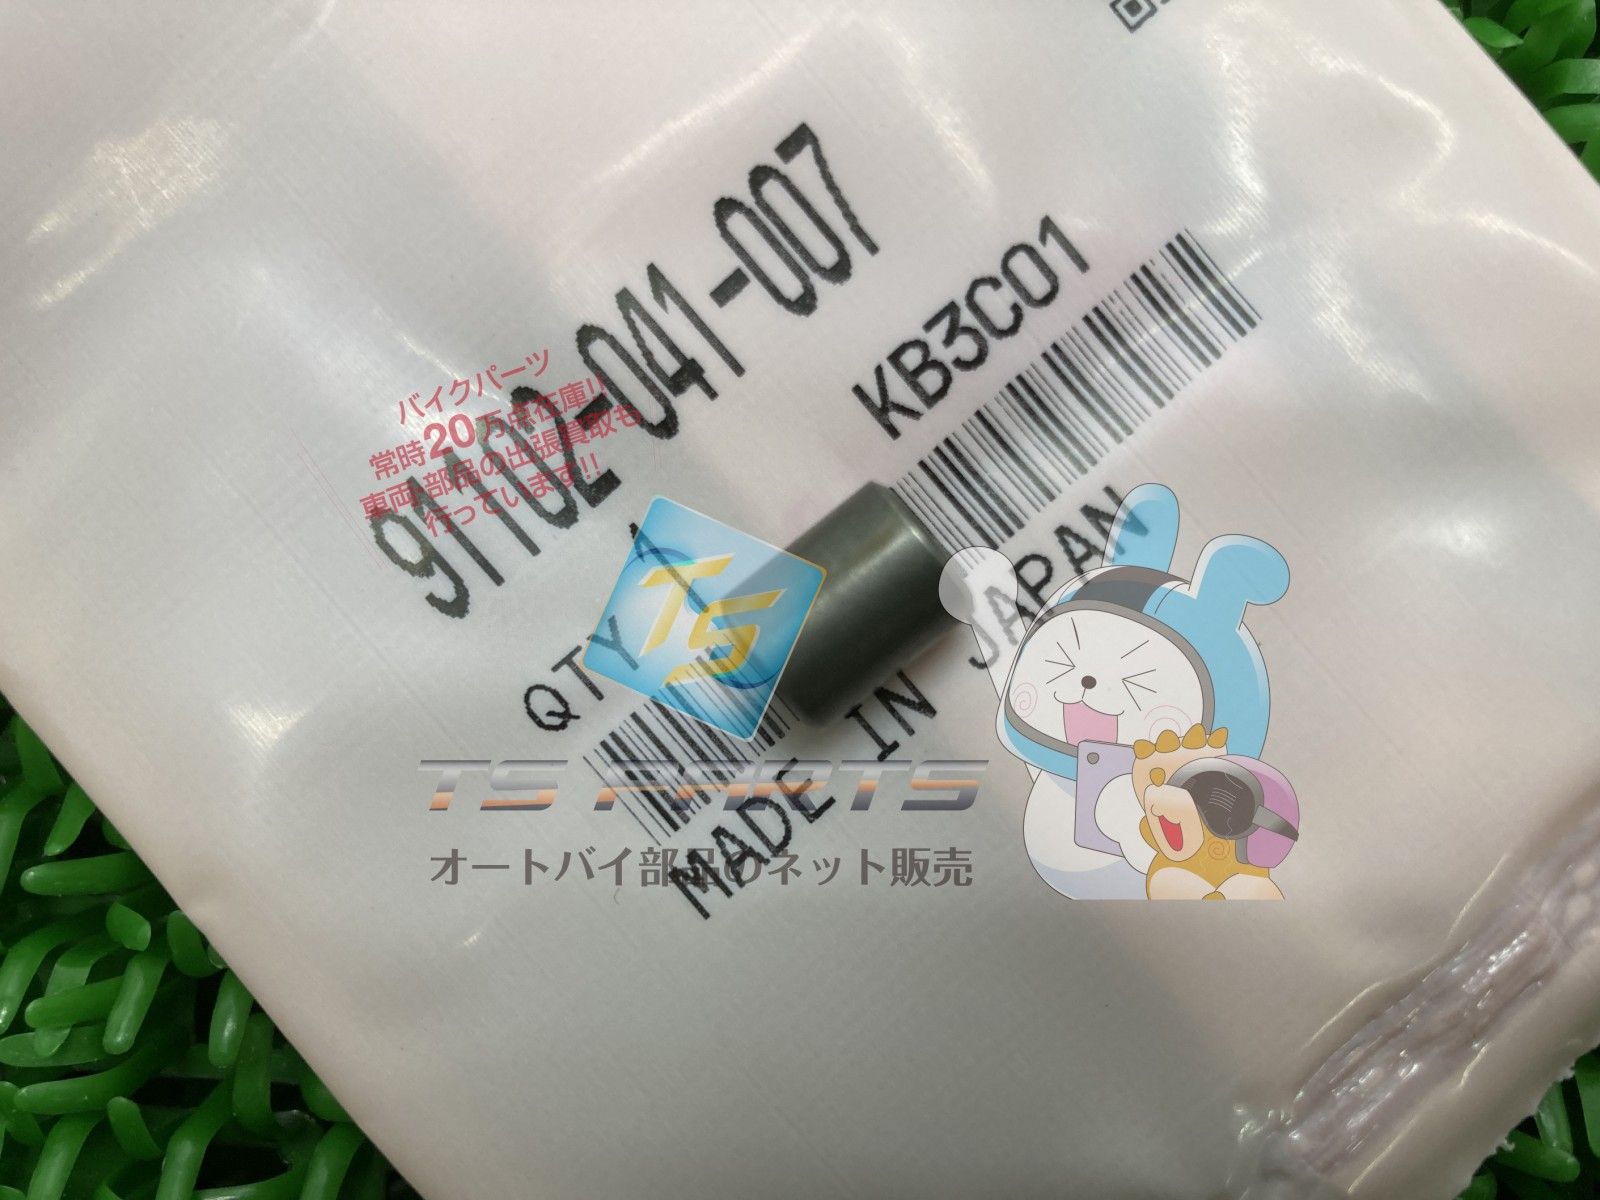 91102-041-007
KB3C01
QTY 1
MADE IN JAPAN
バイクパーツ
常時20万点在庫!!
車両・部品の出張買取も
行っています!!
TS
TS PARTS
オートバイ部品のネット販売